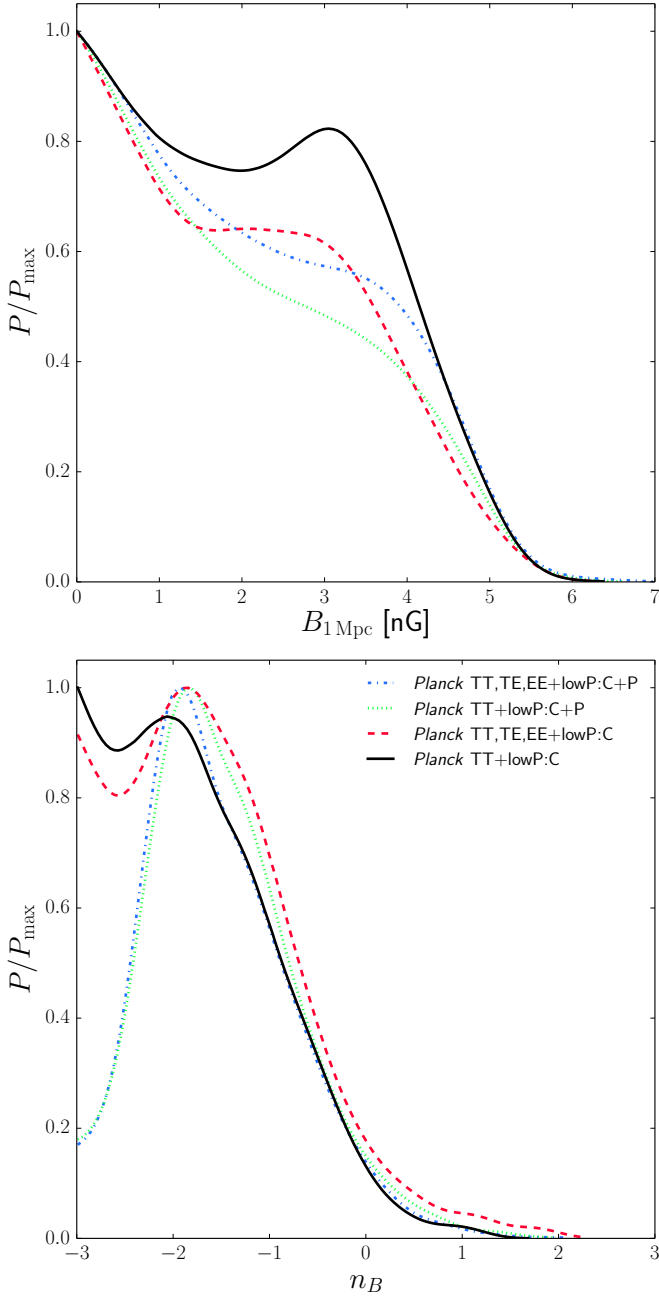 1.0
0.8
0.6
0.4
0.2
0.0
P/P_max
0 1 2 3 4 5 6 7
B_1 Mpc [nG]
1.0
0.8
0.6
0.4
0.2
0.0
P/P_max
Planck TT,TE,EE+lowP:C+P
Planck TT+lowP:C+P
Planck TT,TE,EE+lowP:C
Planck TT+lowP:C
−3 −2 −1 0 1 2 3
n_B